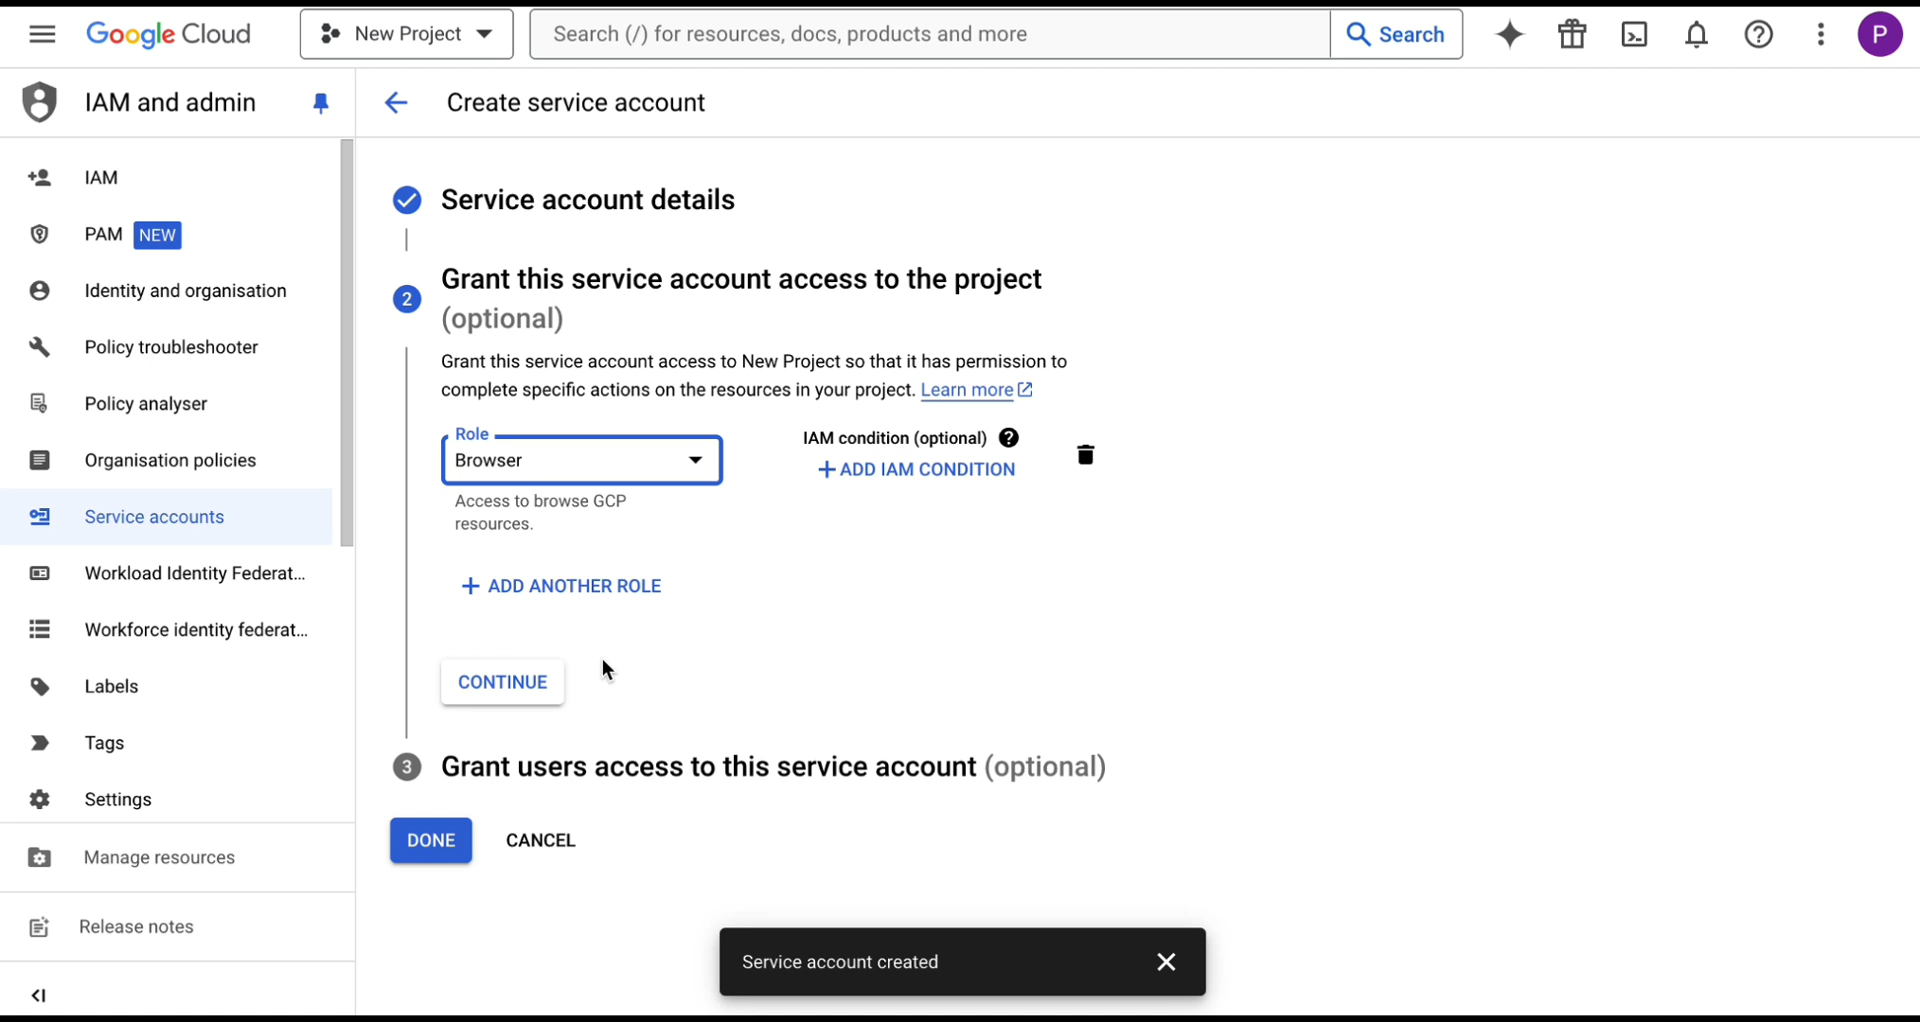 Google Cloud
New Project
Search (/) for resources, docs, products and more
Search
P
IAM and admin
Create service account
IAM
PAM NEW
Identity and organisation
Policy troubleshooter
Policy analyser
Organisation policies
Service accounts
Workload Identity Federat...
Workforce identity federat...
Labels
Tags
Settings
Manage resources
Release notes
Service account details
2
Grant this service account access to the project
(optional)
Grant this service account access to New Project so that it has permission to
complete specific actions on the resources in your project. Learn more
Role
Browser
Access to browse GCP
resources.
IAM condition (optional) ?
+ ADD IAM CONDITION
+ ADD ANOTHER ROLE
CONTINUE
3 Grant users access to this service account (optional)
DONE CANCEL
Service account created